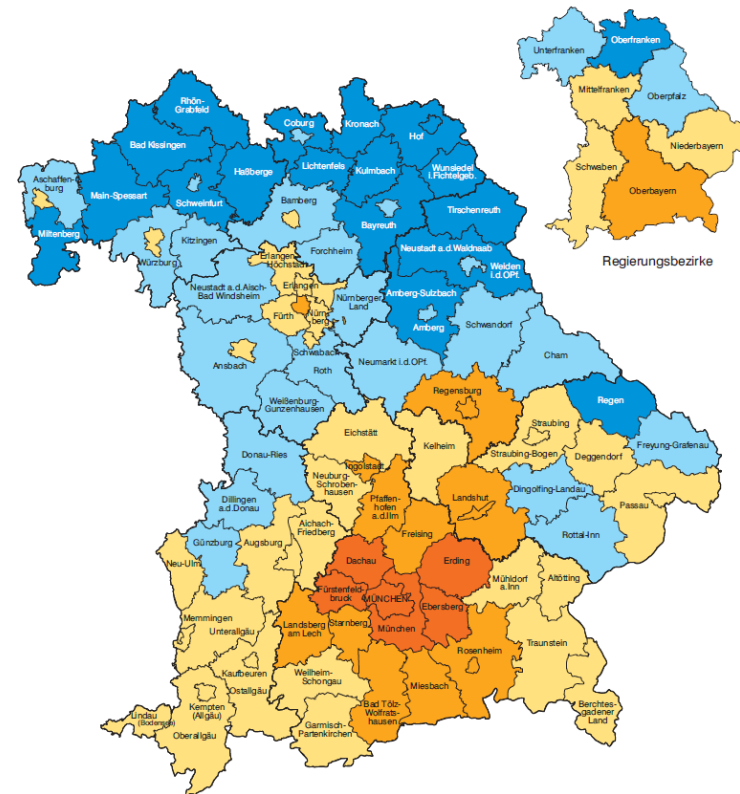 Oberfranken
Unterfranken
Mittelfranken
Oberpfalz
Niederbayern
Schwaben
Oberbayern
Regierungsbezirke
Rhön-
Grabfeld
Coburg
Kronach
Hof
Bad Kissingen
Lichtenfels
Kulmbach
Wunsiedel
i.Fichtelgeb.
Aschaffen-
burg
Haßberge
Main-Spessart
Schweinfurt
Bamberg
Tirschenreuth
Miltenberg
Bayreuth
Kitzingen
Würzburg
Forchheim
Neustadt a.d.Waldnaab
Erlangen-
Höchstadt
Erlangen
Weiden
i.d.OPf.
Neustadt a.d.Aisch-
Bad Windsheim
Nürnberger
Land
Amberg-Sulzbach
Fürth
Nürn-
berg
Amberg
Schwandorf
Ansbach
Schwabach
Roth
Neumarkt i.d.OPf.
Cham
Weißenburg-
Gunzenhausen
Regensburg
Regen
Eichstätt
Kelheim
Straubing
Straubing-Bogen
Deggendorf
Freyung-Grafenau
Donau-Ries
Ingolstadt
Neuburg-
Schroben-
hausen
Pfaffen-
hofen
a.d.Ilm
Landshut
Dingolfing-Landau
Passau
Dillingen
a.d.Donau
Aichach-
Friedberg
Freising
Rottal-Inn
Günzburg
Augsburg
Neu-Ulm
Dachau
Erding
Mühldorf
a.Inn
Altötting
Fürstenfeld-
bruck
MÜNCHEN
Ebersberg
München
Memmingen
Unterallgäu
Landsberg
am Lech
Starnberg
Rosenheim
Traunstein
Kaufbeuren
Weilheim-
Schongau
Kempten
(Allgäu)
Ostallgäu
Miesbach
Bad Tölz-
Wolfrats-
hausen
Berchtes-
gadener
Land
Lindau
(Bodensee)
Oberallgäu
Garmisch-
Partenkirchen